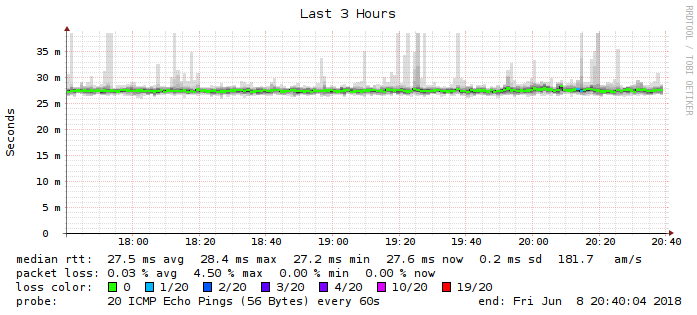 Last 3 Hours
RRDTOOL / TOBI OETIKER
Seconds
35 m
30 m
25 m
20 m
15 m
10 m
5 m
0
18:00 18:20 18:40 19:00 19:20 19:40 20:00 20:20 20:40
median rtt: 27.5 ms avg 28.4 ms max 27.2 ms min 27.6 ms now 0.2 ms sd 181.7 am/s
packet loss: 0.03 % avg 4.50 % max 0.00 % min 0.00 % now
loss color: 0 1/20 2/20 3/20 4/20 10/20 19/20
probe: 20 ICMP Echo Pings (56 Bytes) every 60s end: Fri Jun 8 20:40:04 2018